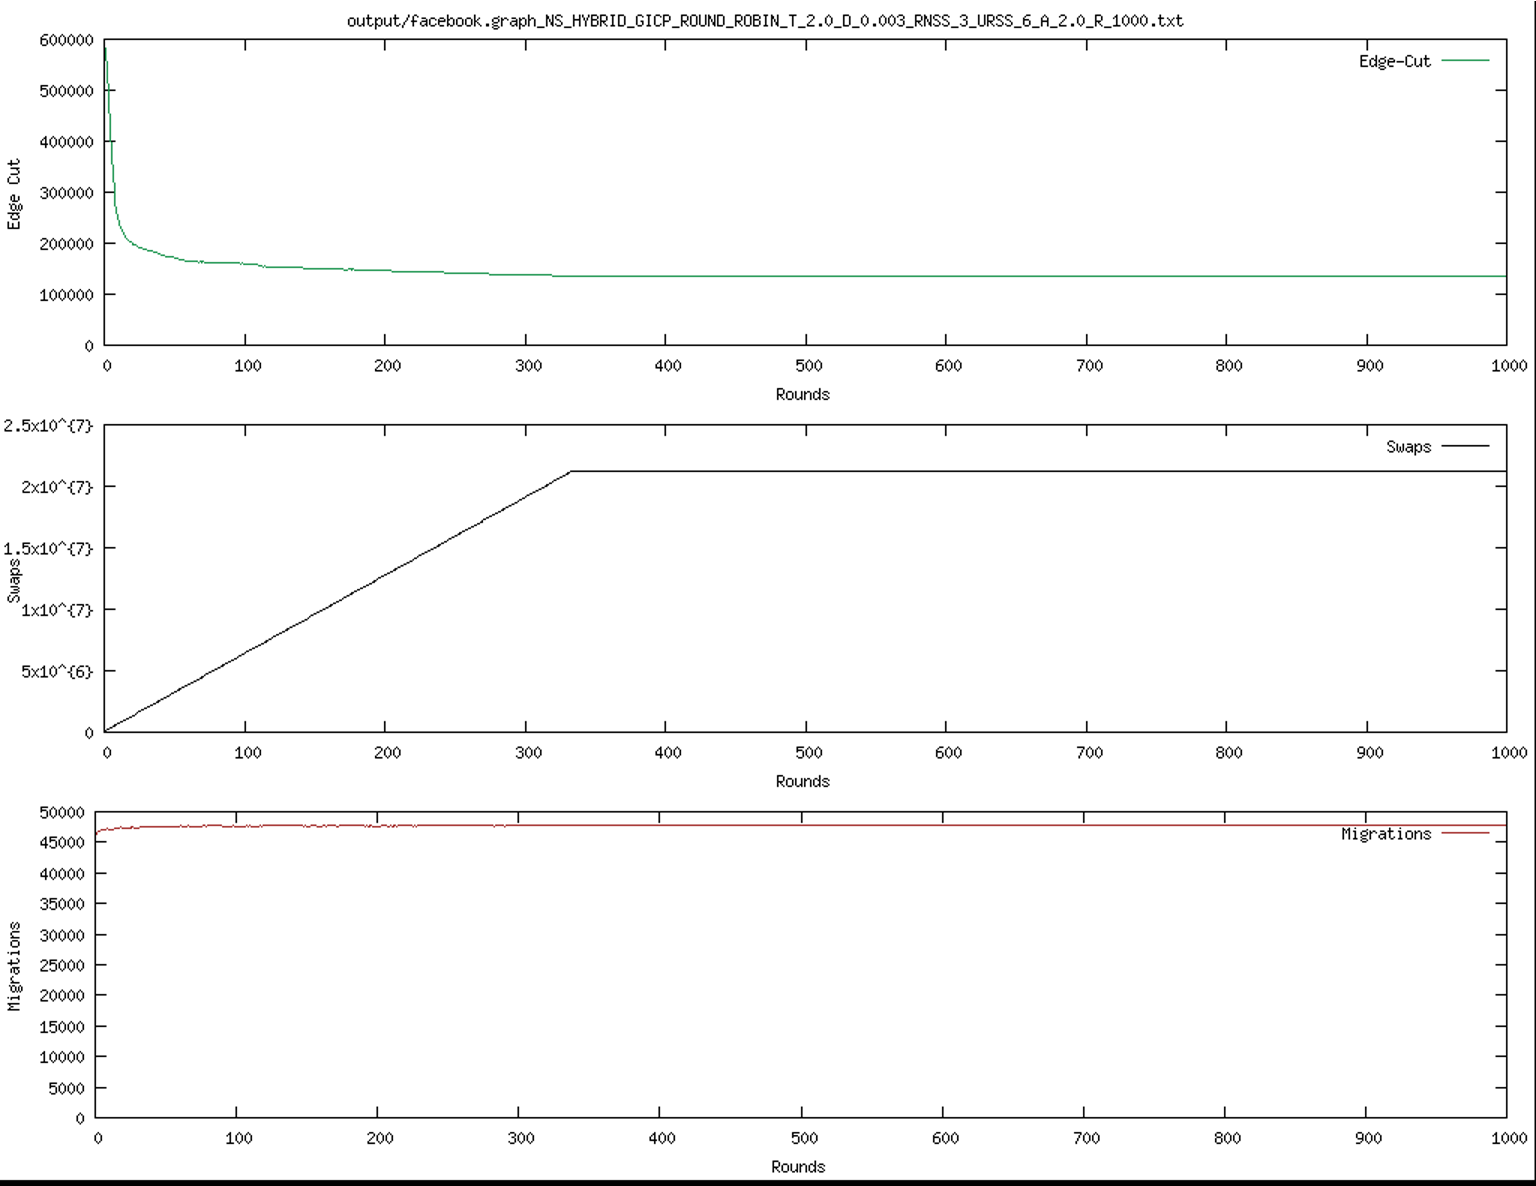 output/facebook.graph_NS_HYBRID_GICP_ROUND_ROBIN_T_2.0_D_0.003_RNSS_3_URSS_6_A_2.0_R_1000.txt
600000
500000
400000
300000
200000
100000
0
Edge Cut
Edge-Cut
0 100 200 300 400 500 600 700 800 900 1000
Rounds
2.5x10^{7}
2x10^{7}
1.5x10^{7}
1x10^{7}
5x10^{6}
0
Swaps
Swaps
0 100 200 300 400 500 600 700 800 900 1000
Rounds
50000
45000
40000
35000
30000
25000
20000
15000
10000
5000
0
Migrations
Migrations
0 100 200 300 400 500 600 700 800 900 1000
Rounds